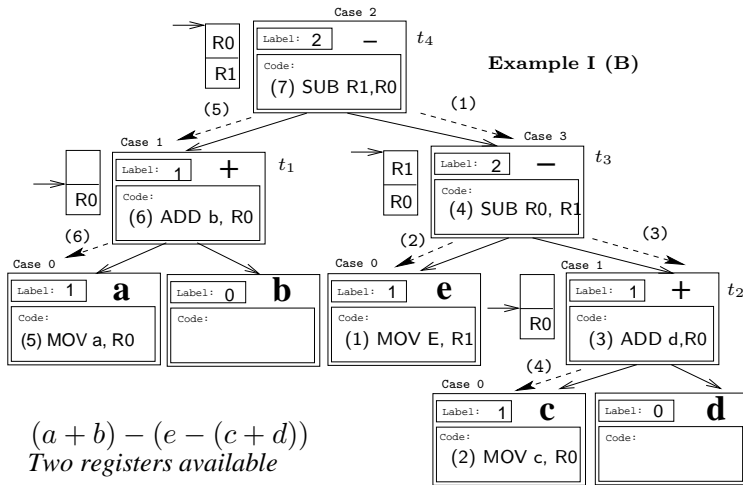 Case 2
R0
R1
Label: 2 −
t4
Code:
(7) SUB R1,R0
Example I (B)
(5)
(1)
Case 1
Case 3
R0
Label: 1 +
t1
Code:
(6) ADD b, R0
R1
R0
Label: 2 −
t3
Code:
(4) SUB R0, R1
(6)
(2)
(3)
Case 0
Label: 1 a
Code:
(5) MOV a, R0
Label: 0 b
Code:
Case 0
Label: 1 e
Code:
(1) MOV E, R1
Case 1
R0
Label: 1 +
t2
Code:
(3) ADD d,R0
(4)
Case 0
Label: 1 c
Code:
(2) MOV c, R0
Label: 0 d
Code:
(a + b) − (e − (c + d))
Two registers available